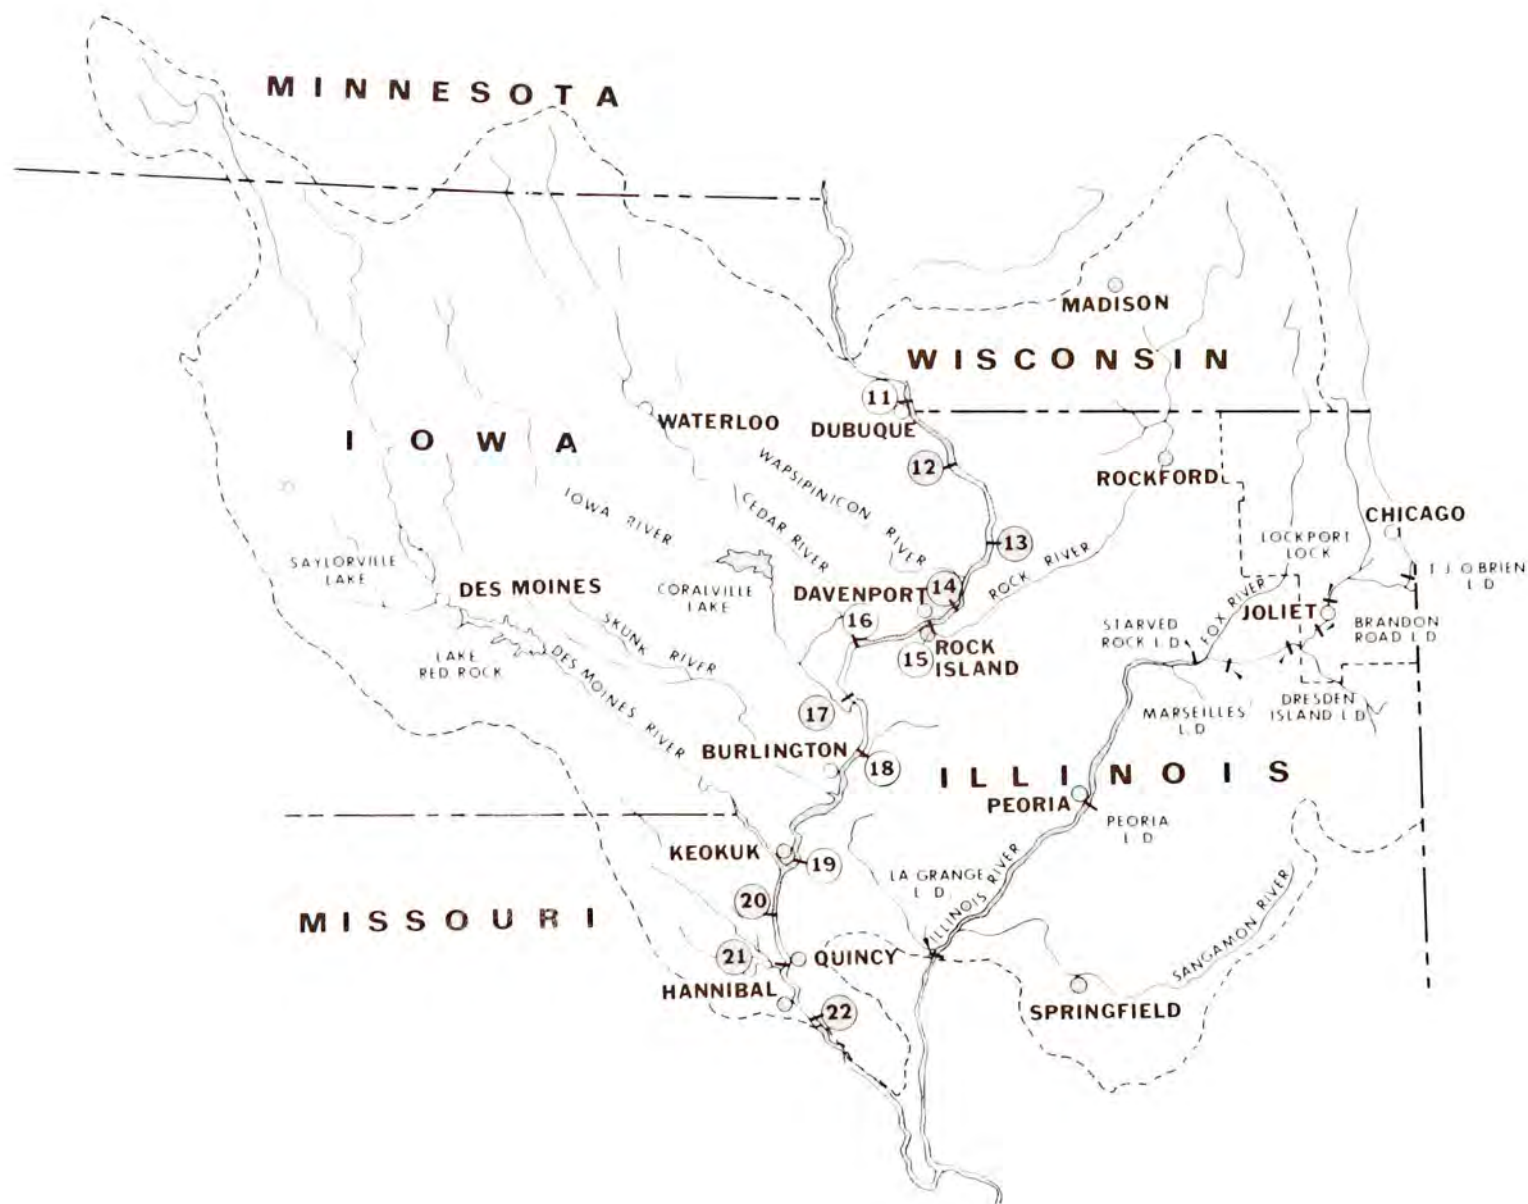 MINNESOTA
MADISON
WISCONSIN
11
WATERLOO
DUBUQUE
IOWA
12
WAPSIPINICON RIVER
ROCKFORD
IOWA RIVER
CEDAR RIVER
CHICAGO
13
LOCKPORT
LOCK
SAYLORVILLE
LAKE
T J O'BRIEN
L D
DES MOINES
CORALVILLE
LAKE
DAVENPORT
14
ROCK RIVER
FOX RIVER
JOLIET
16
SKUNK RIVER
STARVED
ROCK L D
BRANDON
ROAD L D
LAKE
RED ROCK
DES MOINES RIVER
15
ROCK
ISLAND
17
MARSEILLES
L D
DRESDEN
ISLAND L D
BURLINGTON
18
ILLINOIS
PEORIA
PEORIA
L D
KEOKUK
19
LA GRANGE
L D
ILLINOIS RIVER
20
MISSOURI
21
QUINCY
SANGAMON RIVER
HANNIBAL
22
SPRINGFIELD